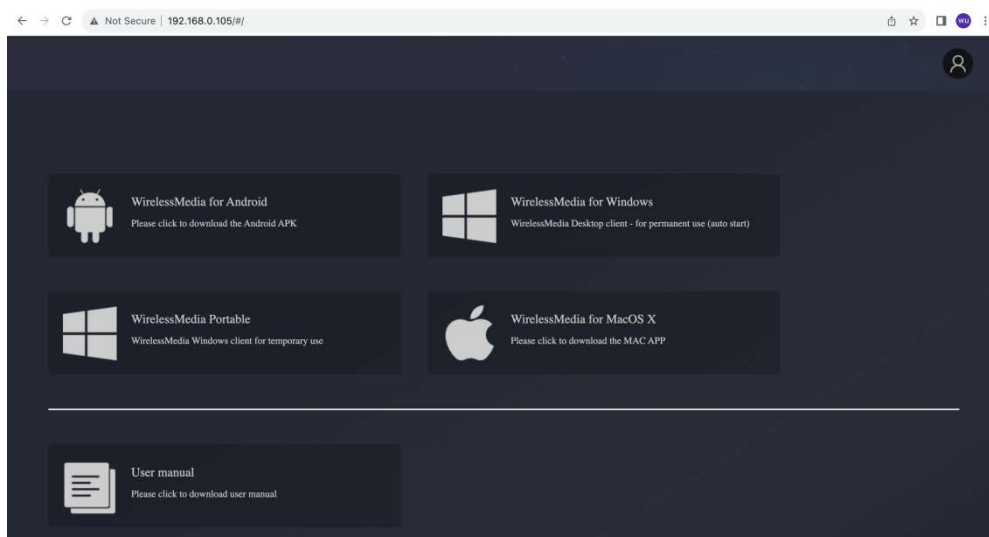 Not Secure | 192.168.0.105/#/
WU
WirelessMedia for Android
Please click to download the Android APK
WirelessMedia for Windows
WirelessMedia Desktop client - for permanent use (auto start)
WirelessMedia Portable
WirelessMedia Windows client for temporary use
WirelessMedia for MacOS X
Please click to download the MAC APP
User manual
Please click to download user manual